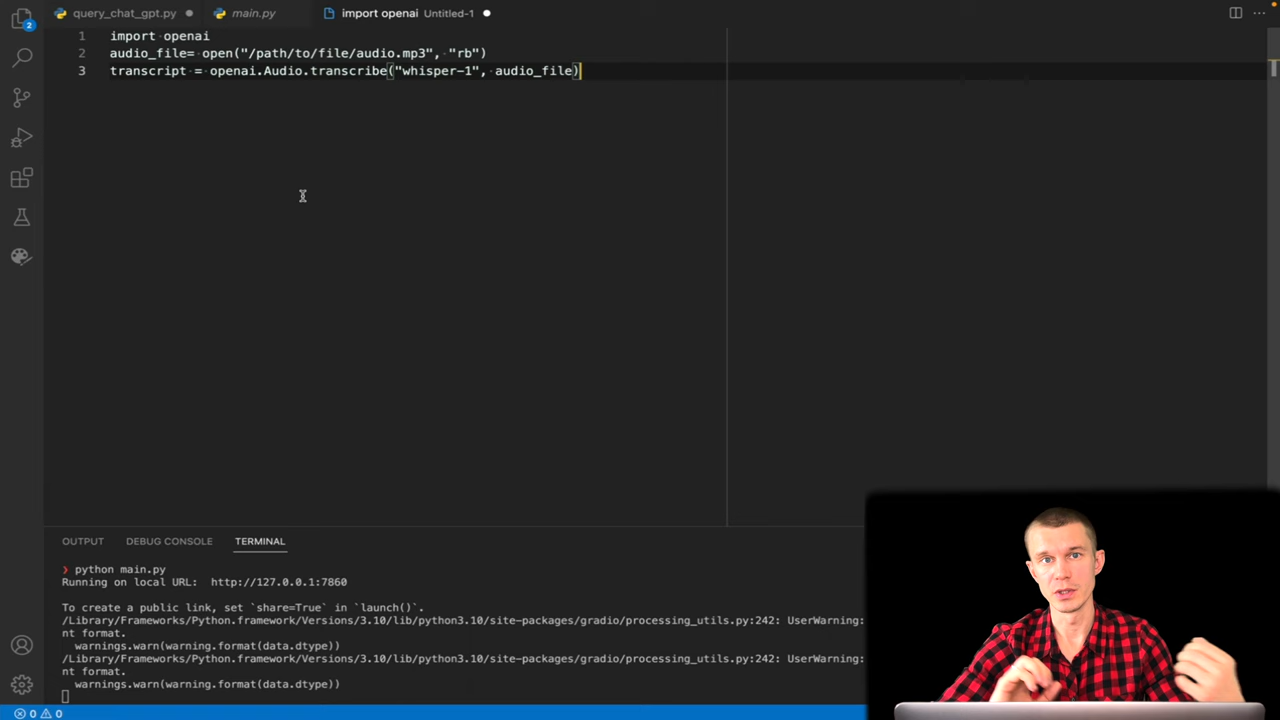 query_chat_gpt.py
main.py
import openai Untitled-1
2
1 import openai
2 audio_file= open("/path/to/file/audio.mp3", "rb")
3 transcript = openai.Audio.transcribe("whisper-1", audio_file)
OUTPUT DEBUG CONSOLE TERMINAL
❯ python main.py
Running on local URL: http://127.0.0.1:7860
To create a public link, set `share=True` in `launch()`.
/Library/Frameworks/Python.framework/Versions/3.10/lib/python3.10/site-packages/gradio/processing_utils.py:242: UserWarning:
nt format.
warnings.warn(warning.format(data.dtype))
/Library/Frameworks/Python.framework/Versions/3.10/lib/python3.10/site-packages/gradio/processing_utils.py:242: UserWarning:
nt format.
warnings.warn(warning.format(data.dtype))
0 0